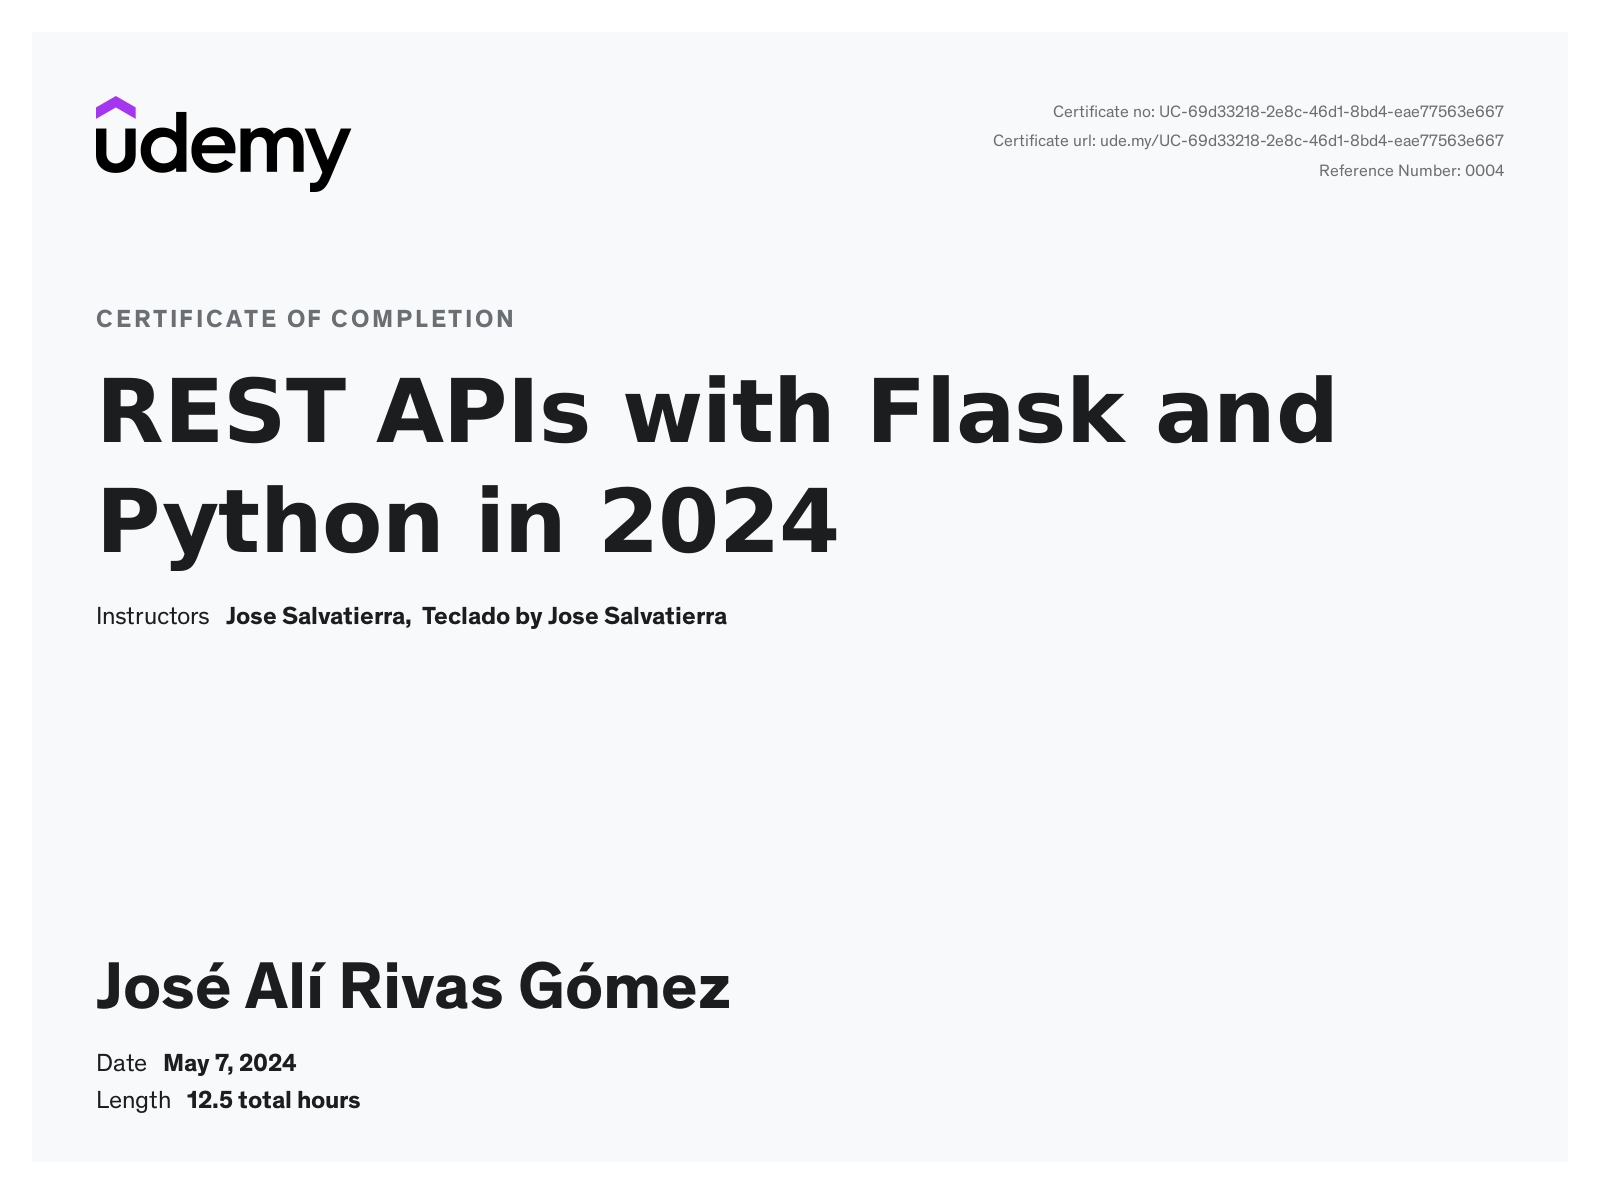 udemy
Certificate no: UC-69d33218-2e8c-46d1-8bd4-eae77563e667
Certificate url: ude.my/UC-69d33218-2e8c-46d1-8bd4-eae77563e667
Reference Number: 0004
CERTIFICATE OF COMPLETION
REST APIs with Flask and
Python in 2024
Instructors Jose Salvatierra, Teclado by Jose Salvatierra
José Alí Rivas Gómez
Date May 7, 2024
Length 12.5 total hours